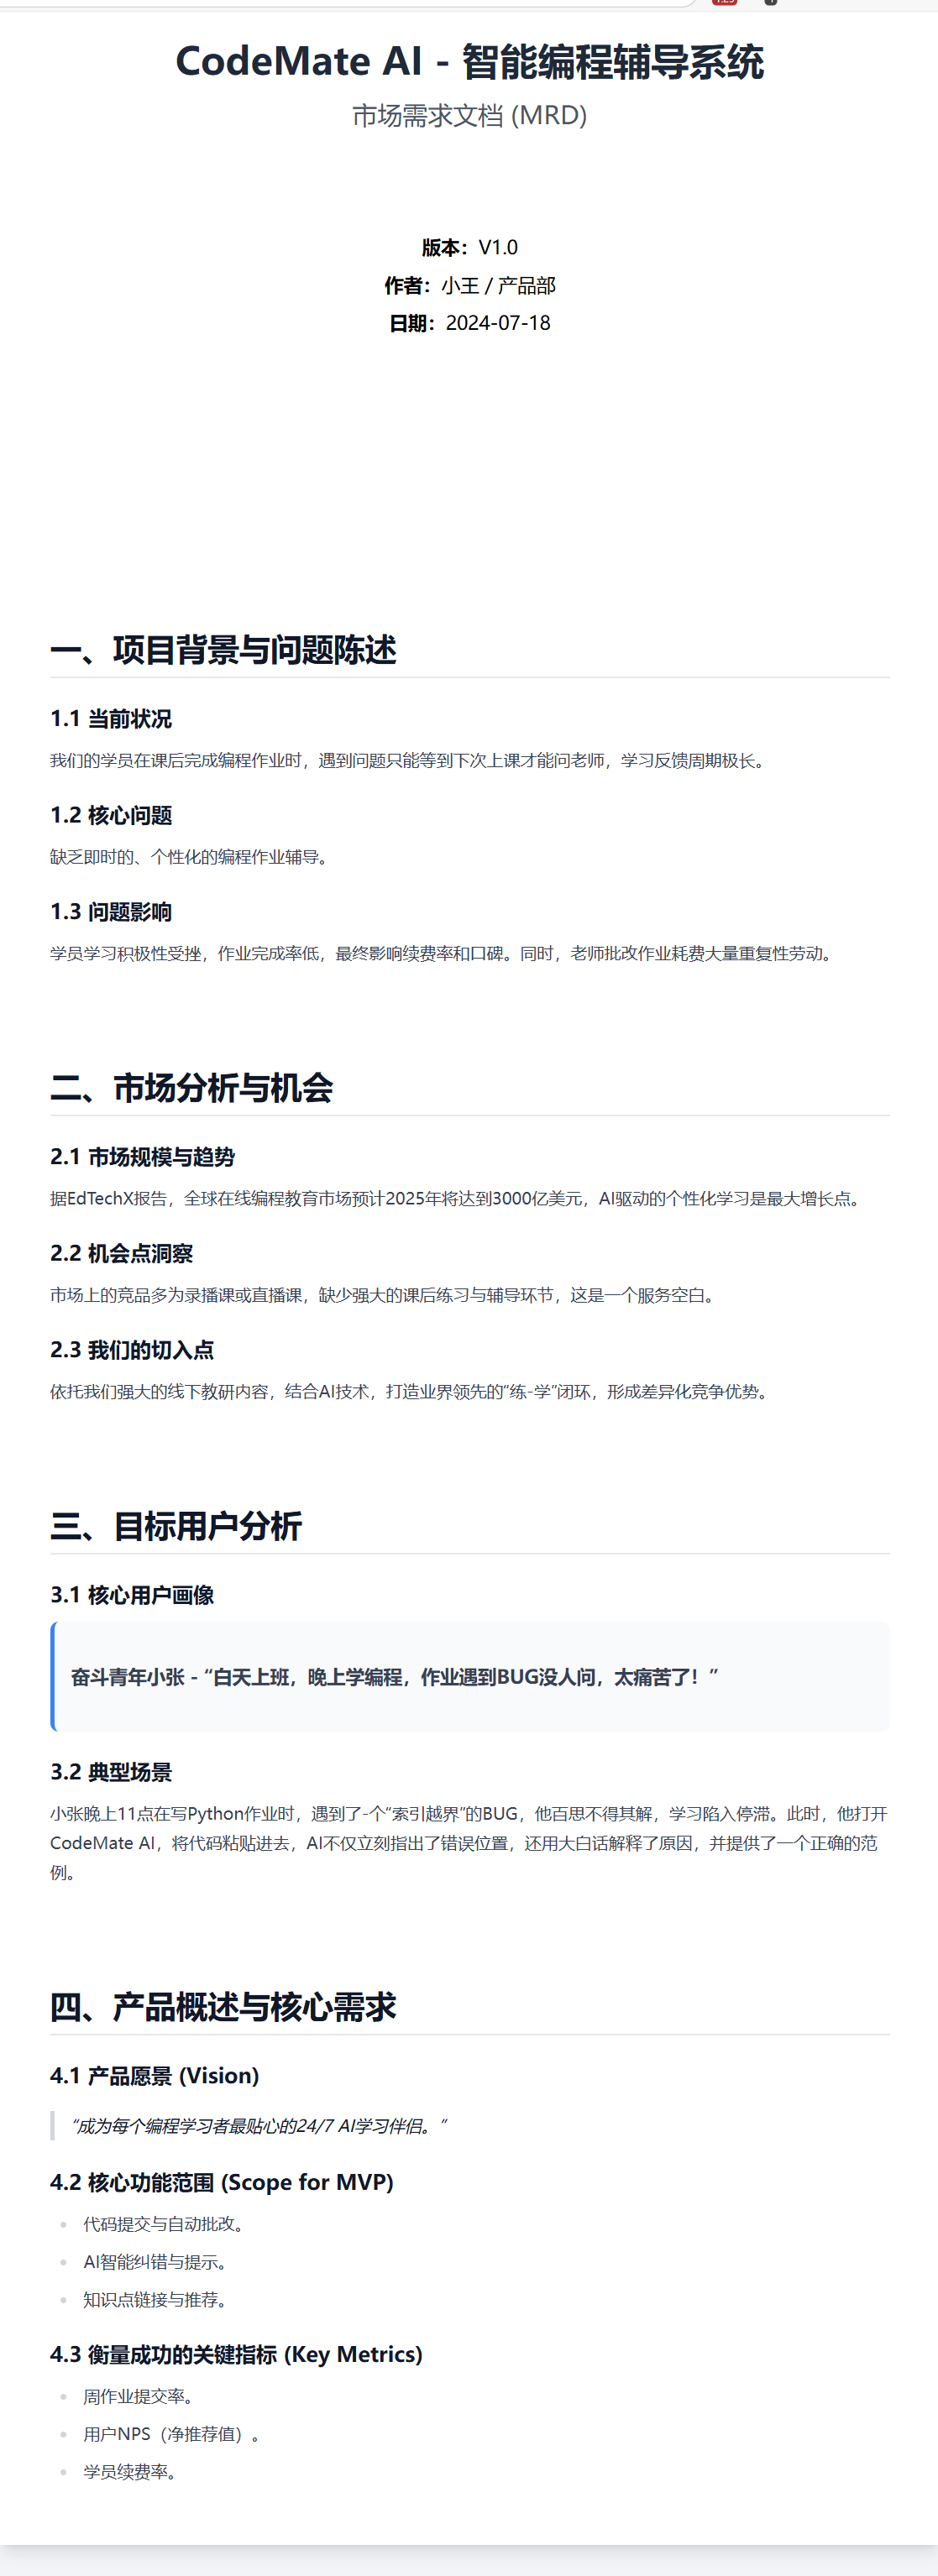 CodeMate AI - 智能编程辅导系统
市场需求文档 (MRD)
版本：V1.0
作者：小王 / 产品部
日期：2024-07-18
一、项目背景与问题陈述
1.1 当前状况
我们的学员在课后完成编程作业时，遇到问题只能等到下次上课才能问老师，学习反馈周期极长。
1.2 核心问题
缺乏即时的、个性化的编程作业辅导。
1.3 问题影响
学员学习积极性受挫，作业完成率低，最终影响续费率和口碑。同时，老师批改作业耗费大量重复性劳动。
二、市场分析与机会
2.1 市场规模与趋势
据EdTechX报告，全球在线编程教育市场预计2025年将达到3000亿美元，AI驱动的个性化学习是最大增长点。
2.2 机会点洞察
市场上的竞品多为录播课或直播课，缺少强大的课后练习与辅导环节，这是一个服务空白。
2.3 我们的切入点
依托我们强大的线下教研内容，结合AI技术，打造业界领先的“练-学”闭环，形成差异化竞争优势。
三、目标用户分析
3.1 核心用户画像
奋斗青年小张 - “白天上班，晚上学编程，作业遇到BUG没人问，太痛苦了！”
3.2 典型场景
小张晚上11点在写Python作业时，遇到了-个“索引越界”的BUG，他百思不得其解，学习陷入停滞。此时，他打开
CodeMate AI，将代码粘贴进去，AI不仅立刻指出了错误位置，还用大白话解释了原因，并提供了一个正确的范
例。
四、产品概述与核心需求
4.1 产品愿景 (Vision)
“成为每个编程学习者最贴心的24/7 AI学习伴侣。”
4.2 核心功能范围 (Scope for MVP)
代码提交与自动批改。
AI智能纠错与提示。
知识点链接与推荐。
4.3 衡量成功的关键指标 (Key Metrics)
周作业提交率。
用户NPS（净推荐值）。
学员续费率。